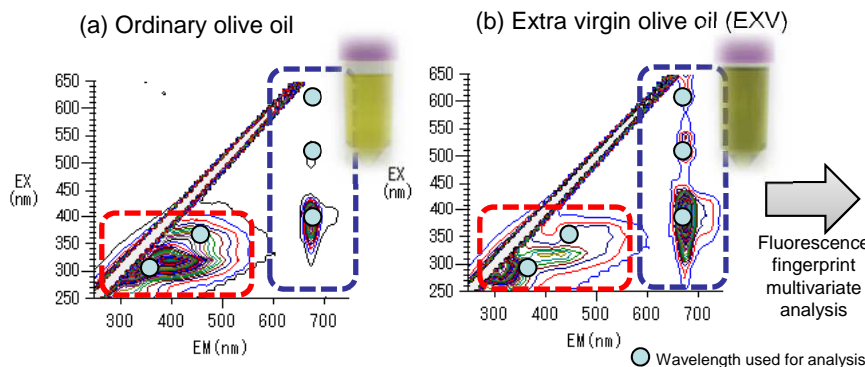 (a) Ordinary olive oil
(b) Extra virgin olive oil (EXV)
650
600
550
500
450
400
350
300
250
EX
(nm)
300
400
500
600
700
EM(nm)
650
600
550
500
450
400
350
300
250
EX
(nm)
300
400
500
600
700
EM(nm)
Fluorescence
fingerprint
multivariate
analysis
Wavelength used for analysis